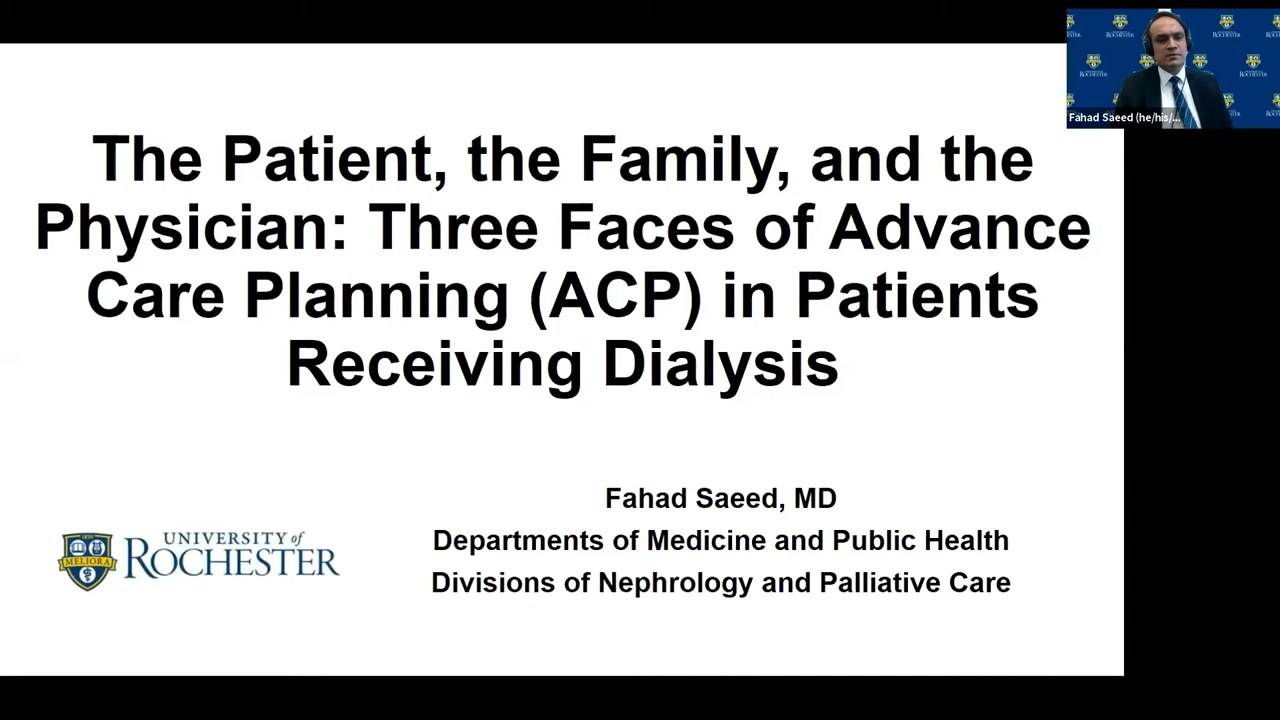 The Patient, the Family, and the
Physician: Three Faces of Advance
Care Planning (ACP) in Patients
Receiving Dialysis
Fahad Saeed, MD
Departments of Medicine and Public Health
Divisions of Nephrology and Palliative Care
MELIORA
UNIVERSITY of
ROCHESTER
Fahad Saeed (he/his/...
ROCHESTER
ROCHESTER